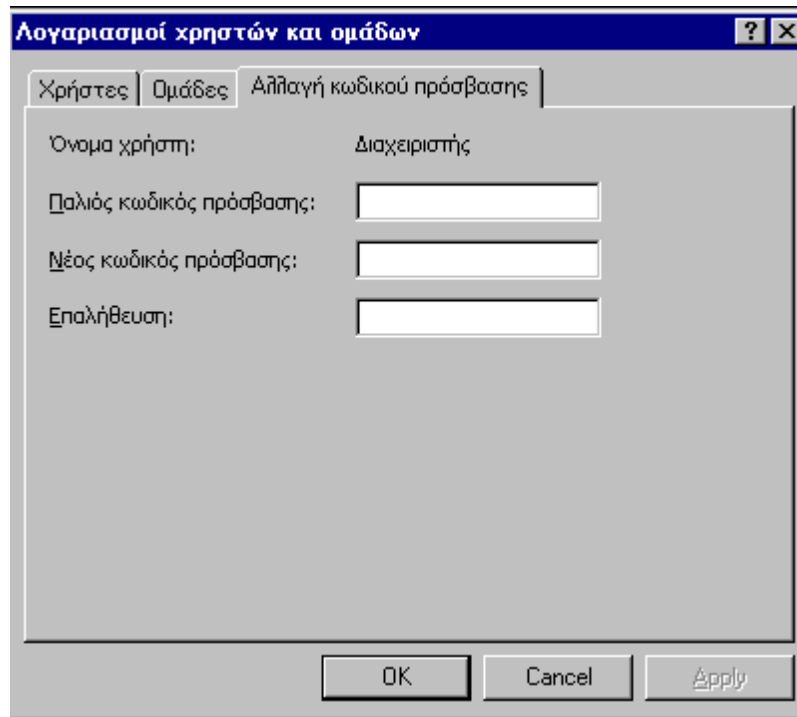 Λογαριασμοί χρηστών και ομάδων
Χρήστες Ομάδες Αλλαγή κωδικού πρόσβασης
Όνομα χρήστη: Διαχειριστής
Παλιός κωδικός πρόσβασης:
Νέος κωδικός πρόσβασης:
Επαλήθευση:
OK Cancel Apply